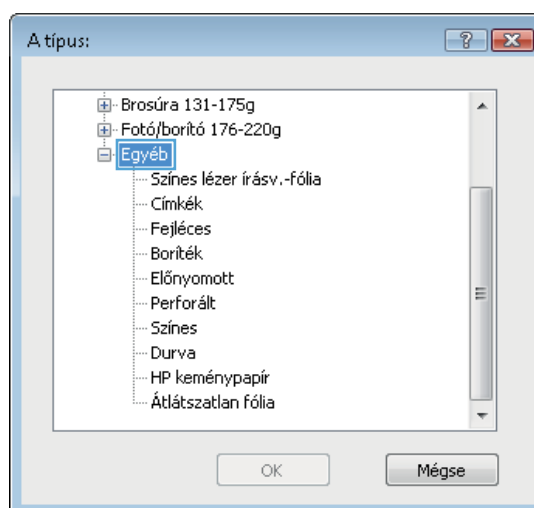 A típus:
Brosúra 131-175g
Fotó/borító 176-220g
Egyéb
Színes lézer írásv.-fólia
Címkék
Fejléces
Boríték
Előnyomott
Perforált
Színes
Durva
HP keménypapír
Átlátszatlan fólia
OK
Mégse